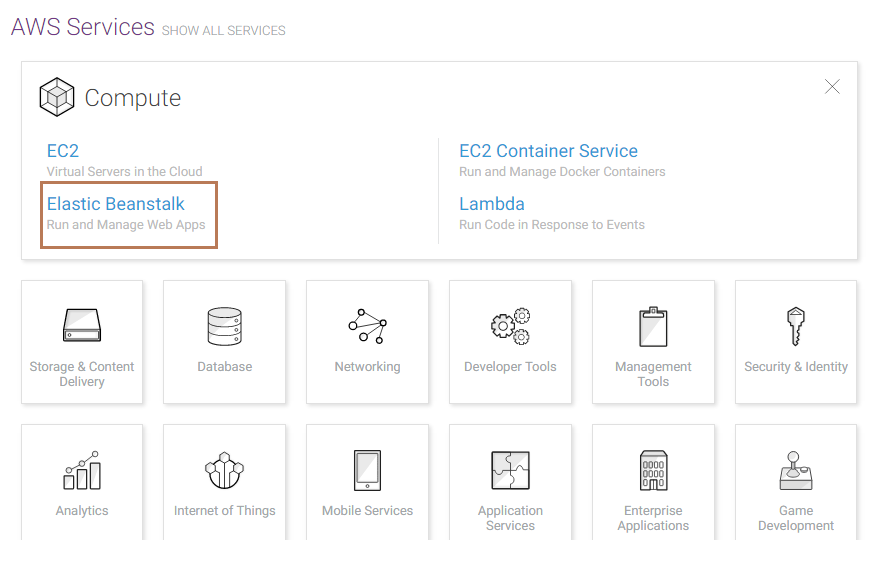 AWS Services SHOW ALL SERVICES
Compute
EC2
Virtual Servers in the Cloud
Elastic Beanstalk
Run and Manage Web Apps
EC2 Container Service
Run and Manage Docker Containers
Lambda
Run Code in Response to Events
Storage & Content
Delivery
Database
Networking
Developer Tools
Management
Tools
Security & Identity
Analytics
Internet of Things
Mobile Services
Application
Services
Enterprise
Applications
Game
Development